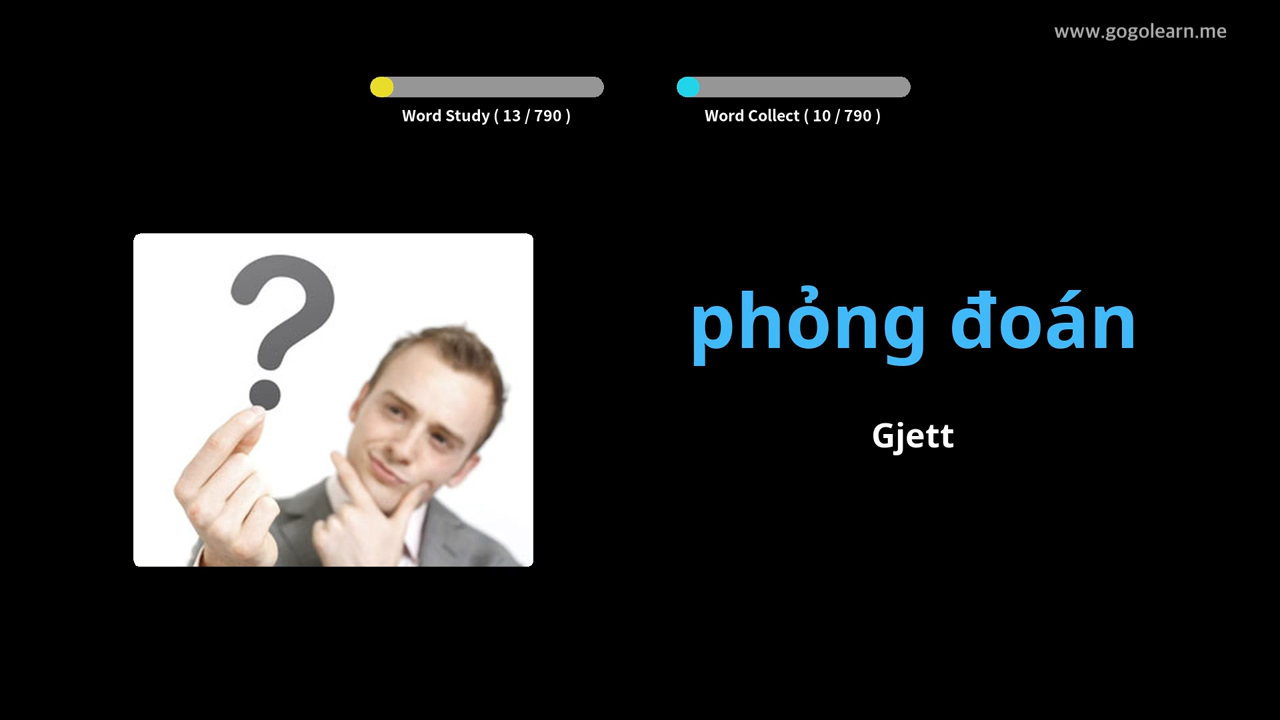 www.gogolearn.me
Word Study ( 13 / 790 )
Word Collect ( 10 / 790 )
?
phỏng đoán
Gjett